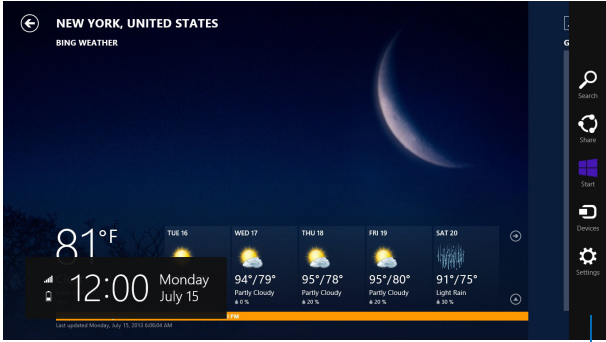 NEW YORK, UNITED STATES
BING WEATHER
G
Search
Share
Start
Devices
Settings
81°F
TUE 16
WED 17
94°/79°
Partly Cloudy
0 %
THU 18
95°/78°
Partly Cloudy
20 %
FRI 19
95°/80°
Partly Cloudy
20 %
SAT 20
91°/75°
Light Rain
30 %
12:00
Monday
July 15
PM
Last updated Monday, July 15, 2013 6:06:04 AM